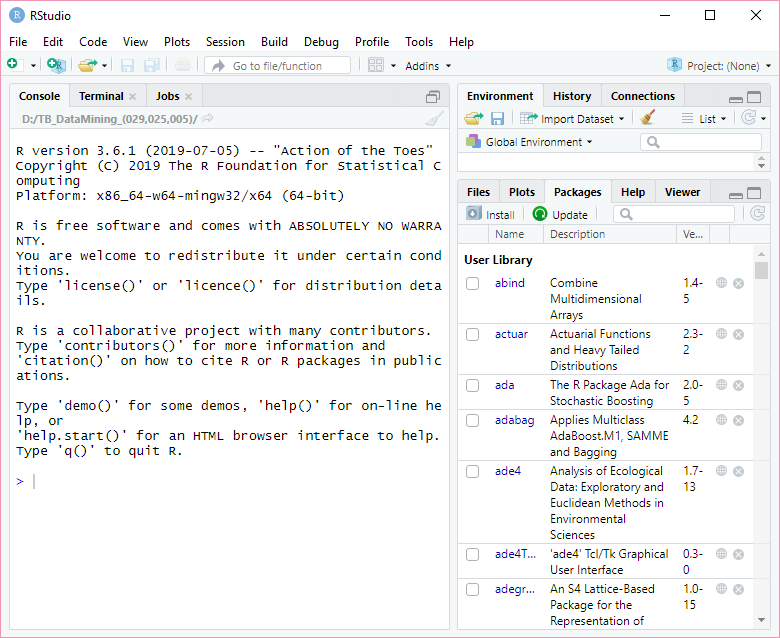 RStudio
File Edit Code View Plots Session Build Debug Profile Tools Help
Go to file/function Addins Project: (None)
Console Terminal Jobs
D:/TB_DataMining_(029,025,005)/
R version 3.6.1 (2019-07-05) -- "Action of the Toes"
Copyright (C) 2019 The R Foundation for Statistical C
omputing
Platform: x86_64-w64-mingw32/x64 (64-bit)
R is free software and comes with ABSOLUTELY NO WARRA
NTY.
You are welcome to redistribute it under certain cond
itions.
Type 'license()' or 'licence()' for distribution deta
ils.
R is a collaborative project with many contributors.
Type 'contributors()' for more information and
'citation()' on how to cite R or R packages in public
ations.
Type 'demo()' for some demos, 'help()' for on-line he
lp, or
'help.start()' for an HTML browser interface to help.
Type 'q()' to quit R.
>
Environment History Connections
Import Dataset List
Global Environment
Files Plots Packages Help Viewer
Install Update
Name Description Ve...
User Library
abind Combine 1.4-
Multidimensional 5
Arrays
actuar Actuarial Functions 2.3-
and Heavy Tailed 2
Distributions
ada The R Package Ada for 2.0-
Stochastic Boosting 5
adabag Applies Multiclass 4.2
AdaBoost.M1, SAMME
and Bagging
ade4 Analysis of Ecological 1.7-
Data: Exploratory and 13
Euclidean Methods in
Environmental
Sciences
ade4T... 'ade4' Tcl/Tk Graphical 0.3-
User Interface 0
adegr... An S4 Lattice-Based 1.0-
Package for the 15
Representation of